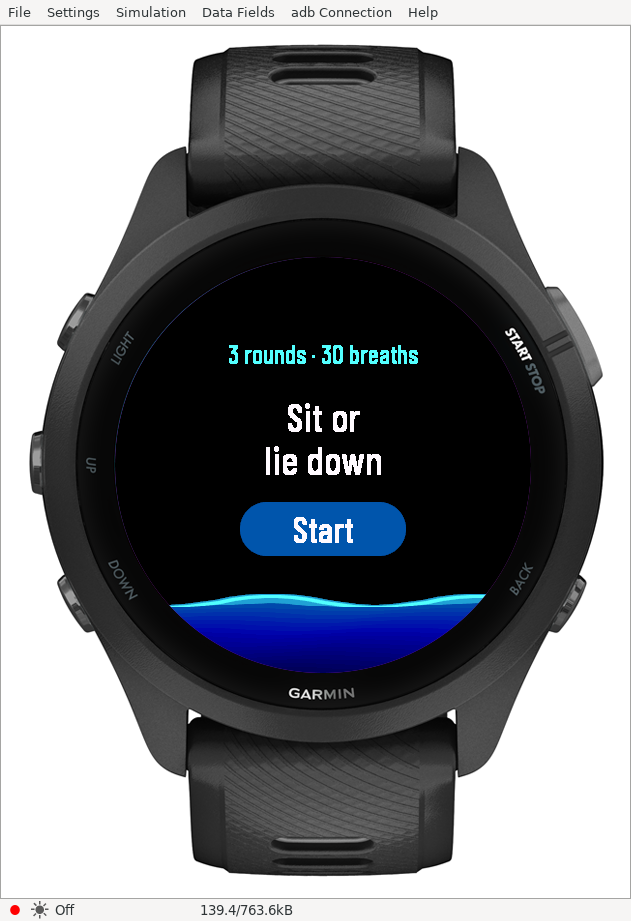 File Settings Simulation Data Fields adb Connection Help
START STOP
LIGHT
3 rounds · 30 breaths
Sit or
lie down
UP
Start
DOWN
BACK
GARMIN
Off 139.4/763.6kB